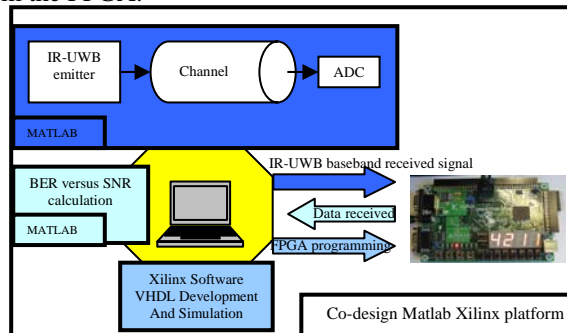 IR-UWB
emitter
Channel
ADC
MATLAB
IR-UWB baseband received signal
BER versus SNR
calculation
MATLAB
Data received
FPGA programming
4211
Xilinx Software
VHDL Development
And Simulation
Co-design Matlab Xilinx platform